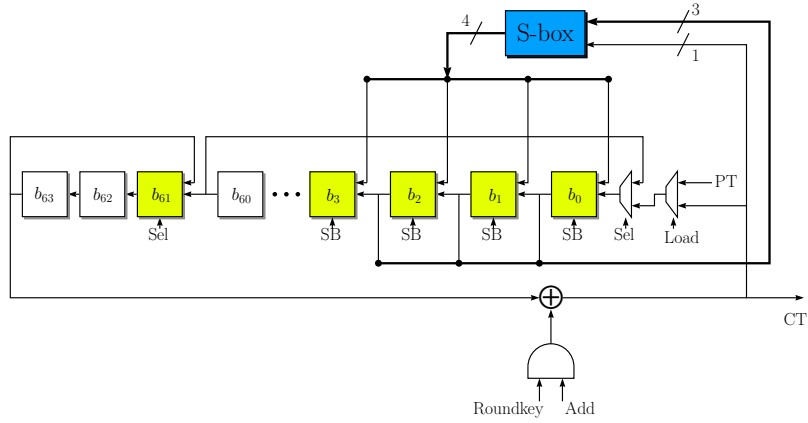 3
4
S-box
1
b63 b62 b61 b60 ••• b3 b2 b1 b0 PT
Sel SB SB SB SB Sel Load
CT
Roundkey Add